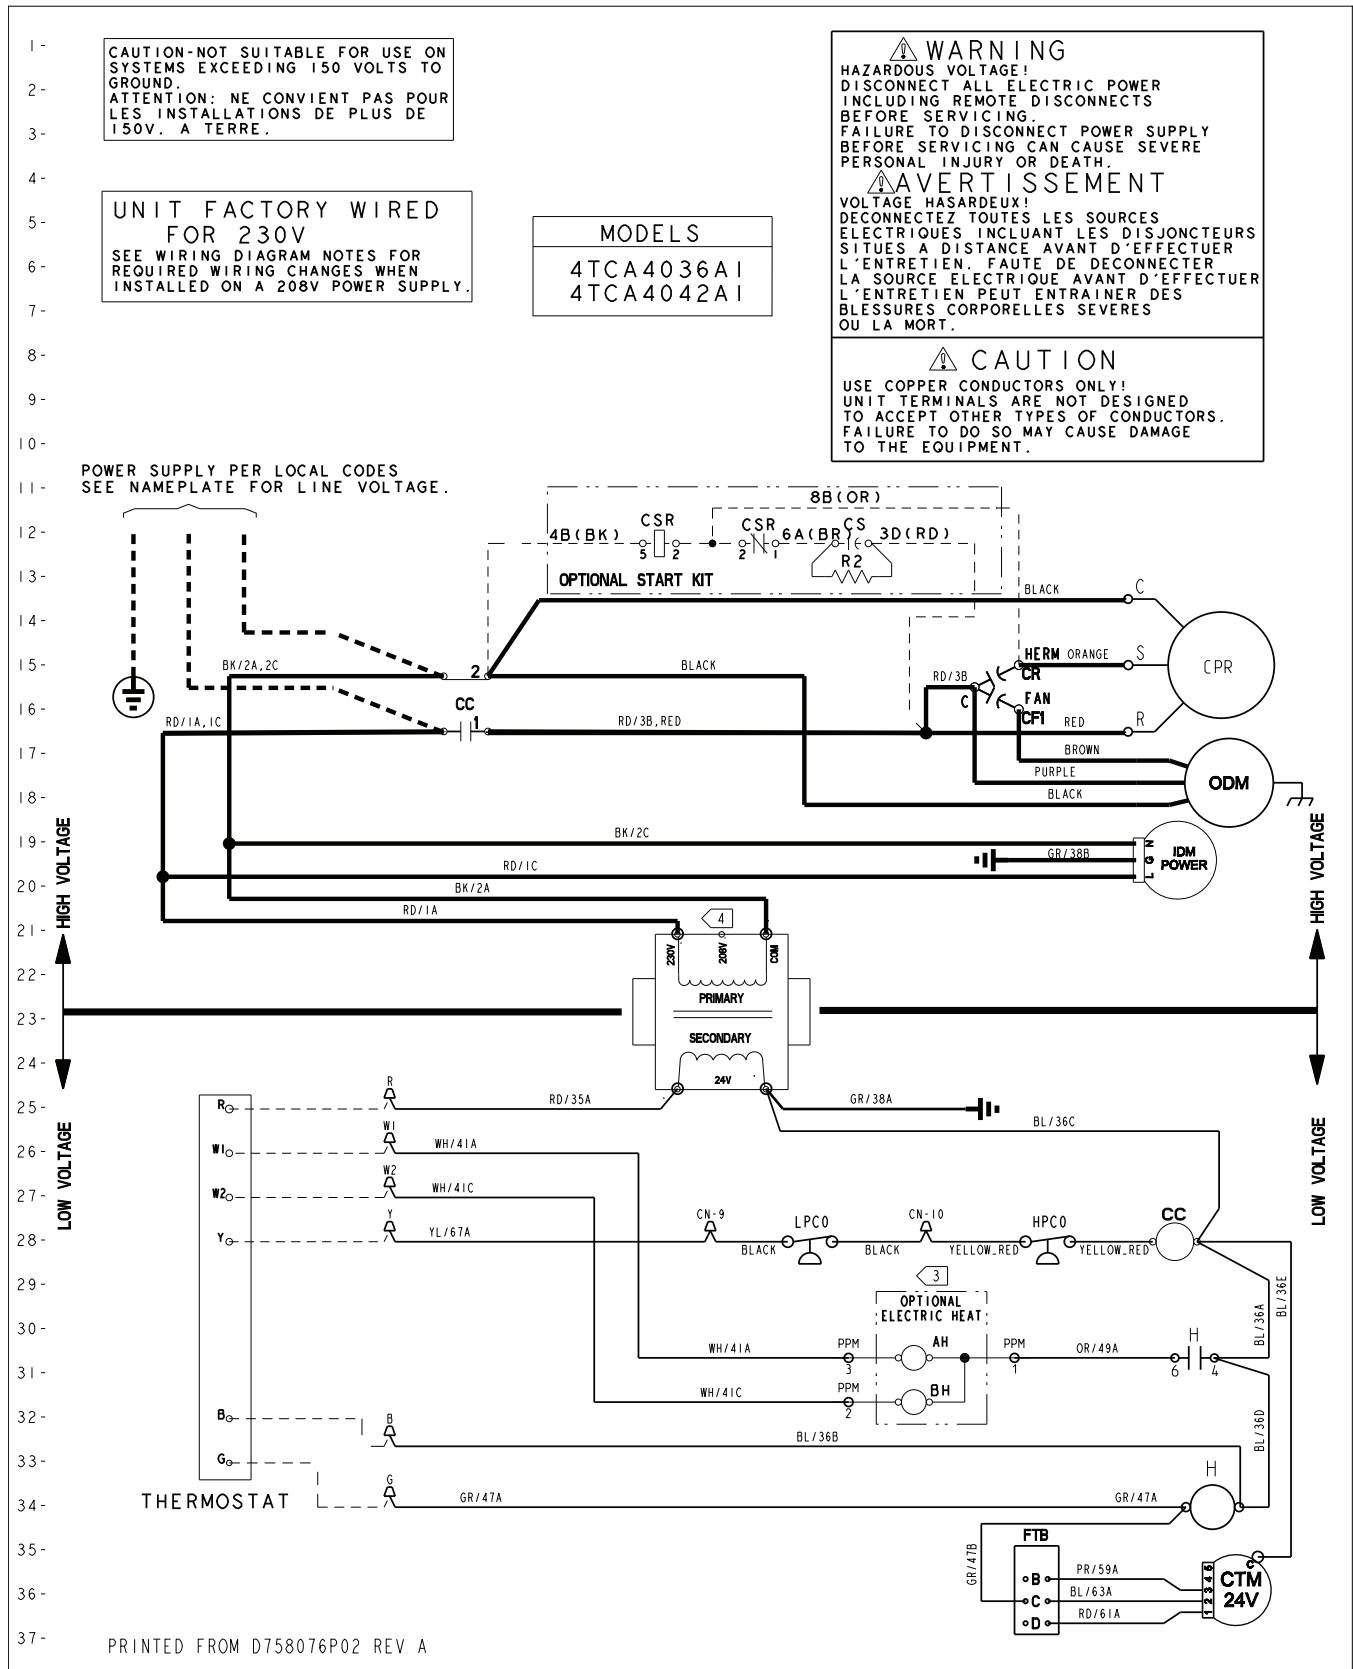 1-
2-
3-
4-
5-
6-
7-
8-
9-
10-
11-
12-
13-
14-
15-
16-
17-
18-
19-
20-
21-
22-
23-
24-
25-
26-
27-
28-
29-
30-
31-
32-
33-
34-
35-
36-
37-
CAUTION-NOT SUITABLE FOR USE ON
SYSTEMS EXCEEDING 150 VOLTS TO
GROUND.
ATTENTION: NE CONVIENT PAS POUR
LES INSTALLATIONS DE PLUS DE
150V. A TERRE.
UNIT FACTORY WIRED
FOR 230V
SEE WIRING DIAGRAM NOTES FOR
REQUIRED WIRING CHANGES WHEN
INSTALLED ON A 208V POWER SUPPLY.
MODELS
4TCA4036A1
4TCA4042A1
WARNING
HAZARDOUS VOLTAGE!
DISCONNECT ALL ELECTRIC POWER
INCLUDING REMOTE DISCONNECTS
BEFORE SERVICING.
FAILURE TO DISCONNECT POWER SUPPLY
BEFORE SERVICING CAN CAUSE SEVERE
PERSONAL INJURY OR DEATH.
AVERTISSEMENT
VOLTAGE HASARDEUX!
DECONNECTEZ TOUTES LES SOURCES
ELECTRIQUES INCLUANT LES DISJONCTEURS
SITUES A DISTANCE AVANT D'EFFECTUER
L'ENTRETIEN. FAUTE DE DECONNECTER
LA SOURCE ELECTRIQUE AVANT D'EFFECTUER
L'ENTRETIEN PEUT ENTRAINER DES
BLESSURES CORPORELLES SEVERES
OU LA MORT.
CAUTION
USE COPPER CONDUCTORS ONLY!
UNIT TERMINALS ARE NOT DESIGNED
TO ACCEPT OTHER TYPES OF CONDUCTORS.
FAILURE TO DO SO MAY CAUSE DAMAGE
TO THE EQUIPMENT.
POWER SUPPLY PER LOCAL CODES
SEE NAMEPLATE FOR LINE VOLTAGE.
8B(OR)
4B(BK)
CSR
5 2
CSR
2 1
6A(BR)
CS
3D(RD)
R2
OPTIONAL START KIT
BLACK
C
BK/2A,2C
2
BLACK
HERM
ORANGE
S
CPR
CR
RD/3B
C
FAN
CF1
CC
1
RD/1A,1C
RD/3B,RED
RED
R
BROWN
PURPLE
BLACK
ODM
BK/2C
GR/38B
N
G
L
IDM
POWER
RD/1C
BK/2A
RD/1A
4
230V
208V
COM
PRIMARY
SECONDARY
24V
HIGH VOLTAGE
HIGH VOLTAGE
LOW VOLTAGE
LOW VOLTAGE
R
R
RD/35A
GR/38A
BL/36C
W1
W1
WH/41A
W2
W2
WH/41C
Y
Y
YL/67A
CN-9
BLACK
LPCO
BLACK
CN-10
YELLOW_RED
HPCO
YELLOW_RED
CC
3
OPTIONAL
ELECTRIC HEAT
BL/36A
BL/36E
WH/41A
PPM
3
AH
PPM
1
OR/49A
H
6 4
WH/41C
PPM
2
BH
B
B
BL/36B
BL/36D
G
G
GR/47A
GR/47A
H
THERMOSTAT
GR/47B
FTB
B
C
D
PR/59A
BL/63A
RD/61A
1 2 3 4 5
C
CTM
24V
PRINTED FROM D758076P02 REV A